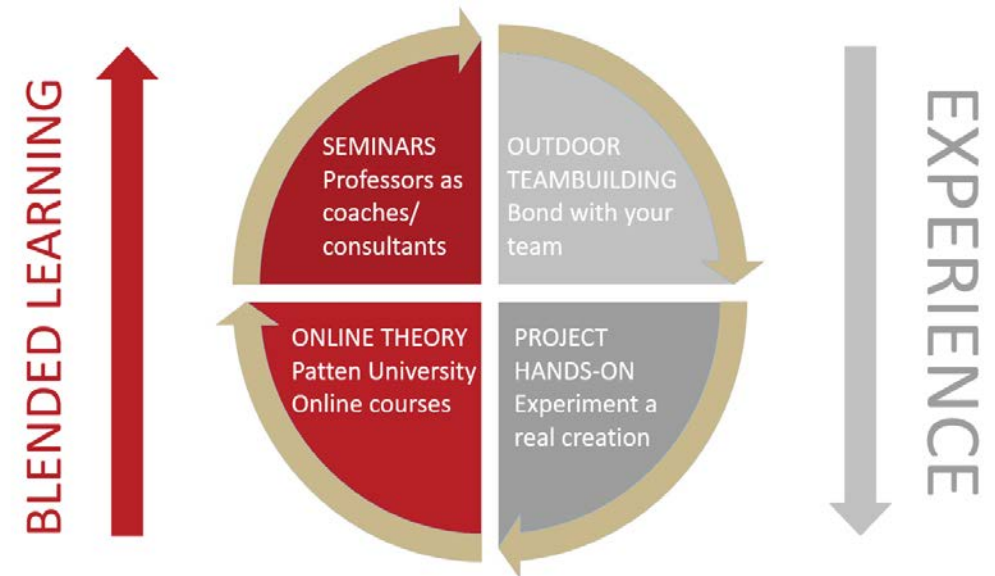 BLENDED LEARNING
SEMINARS
Professors as
coaches/
consultants
OUTDOOR
TEAMBUILDING
Bond with your
team
ONLINE THEORY
Patten University
Online courses
PROJECT
HANDS-ON
Experiment a
real creation
EXPERIENCE